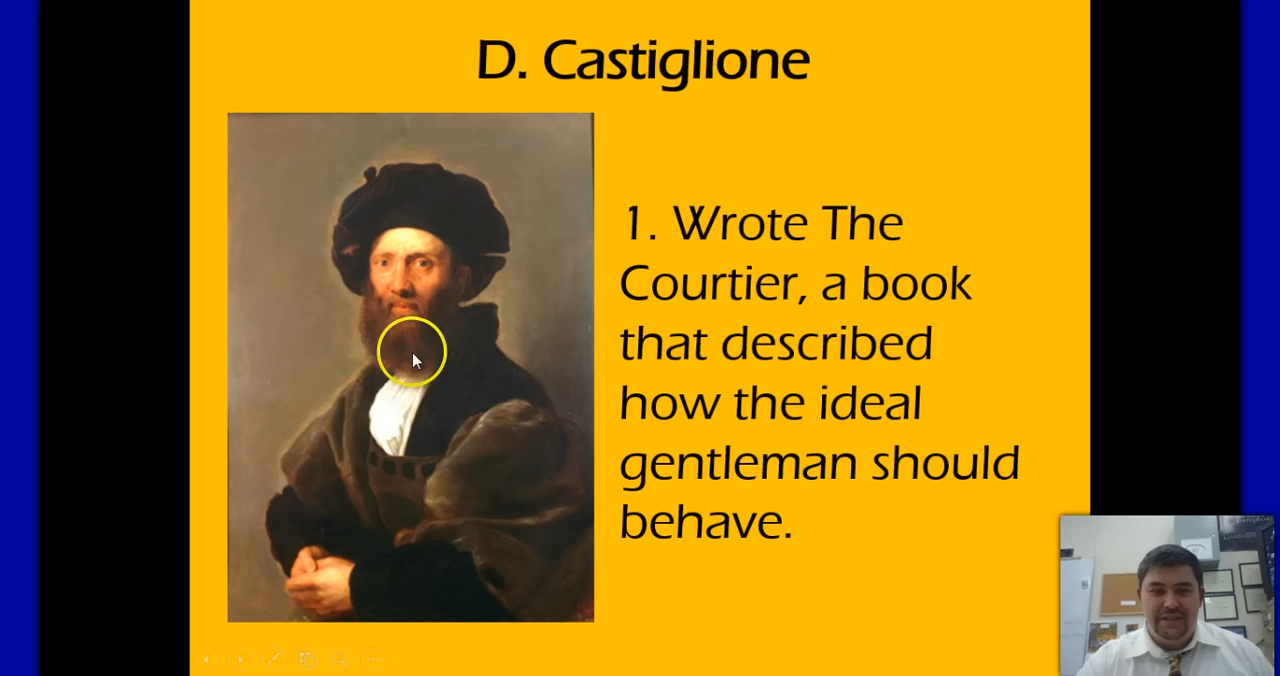 D. Castiglione
1. Wrote The
Courtier, a book
that described
how the ideal
gentleman should
behave.